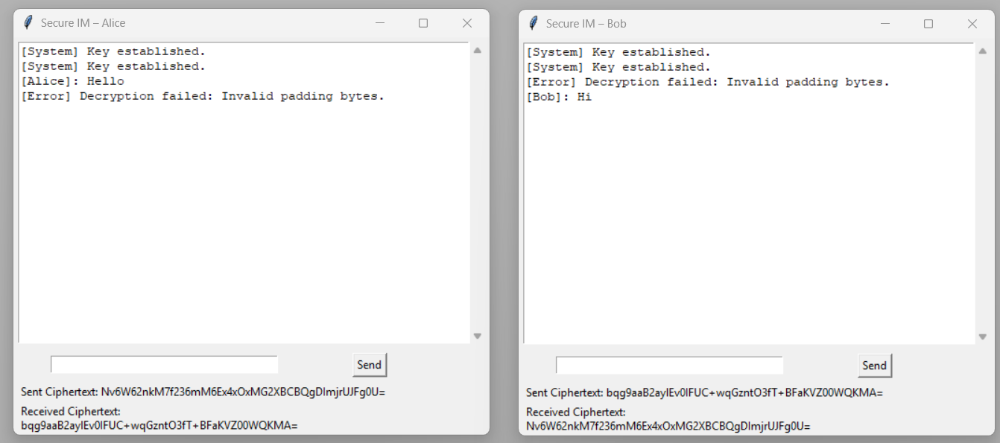 Secure IM – Alice
[System] Key established.
[System] Key established.
[Alice]: Hello
[Error] Decryption failed: Invalid padding bytes.
Send
Sent Ciphertext: Nv6W62nkM7f236mM6Ex4xOxMG2XBCBQgDImjrUJFg0U=
Received Ciphertext:
bqg9aaB2ayIEv0lFUC+wqGzntO3fT+BFaKVZ00WQKMA=
Secure IM – Bob
[System] Key established.
[System] Key established.
[Error] Decryption failed: Invalid padding bytes.
[Bob]: Hi
Send
Sent Ciphertext: bqg9aaB2ayIEv0lFUC+wqGzntO3fT+BFaKVZ00WQKMA=
Received Ciphertext:
Nv6W62nkM7f236mM6Ex4xOxMG2XBCBQgDImjrUJFg0U=